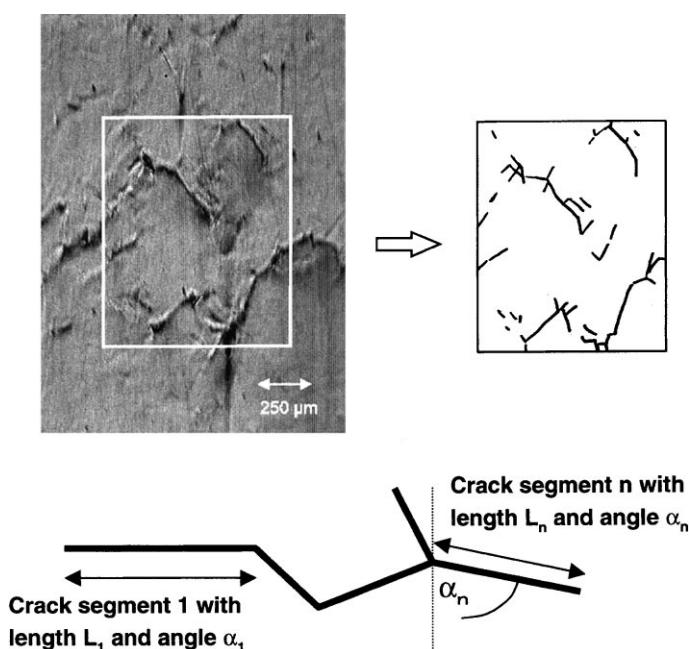 250 µm
Crack segment n with
length Lₙ and angle αₙ
αₙ
Crack segment 1 with
length L₁ and angle α₁